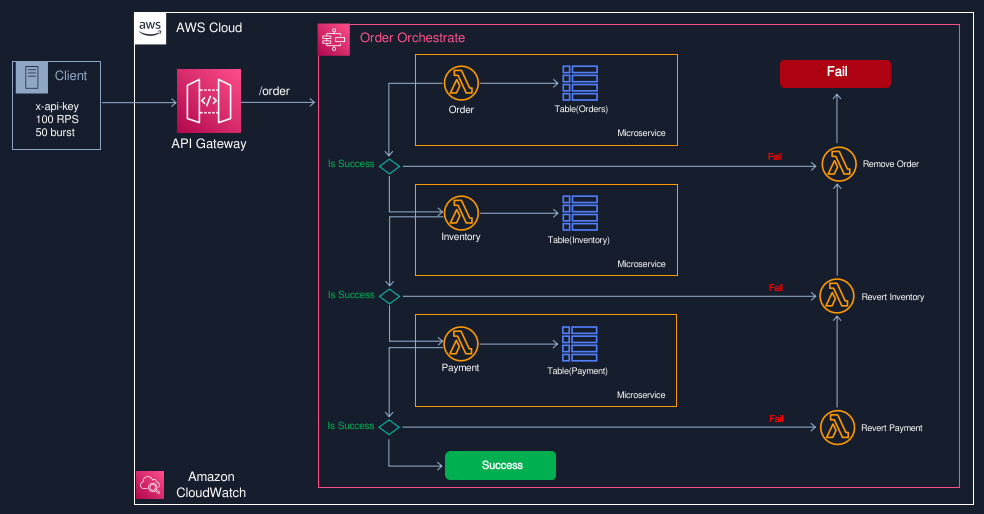 aws
AWS Cloud
Order Orchestrate
Client
x-api-key
100 RPS
50 burst
/order
API Gateway
Order
Table(Orders)
Microservice
Fail
Is Success
Fail
Remove Order
Inventory
Table(Inventory)
Microservice
Is Success
Fail
Revert Inventory
Payment
Table(Payment)
Microservice
Is Success
Fail
Revert Payment
Success
Amazon
CloudWatch